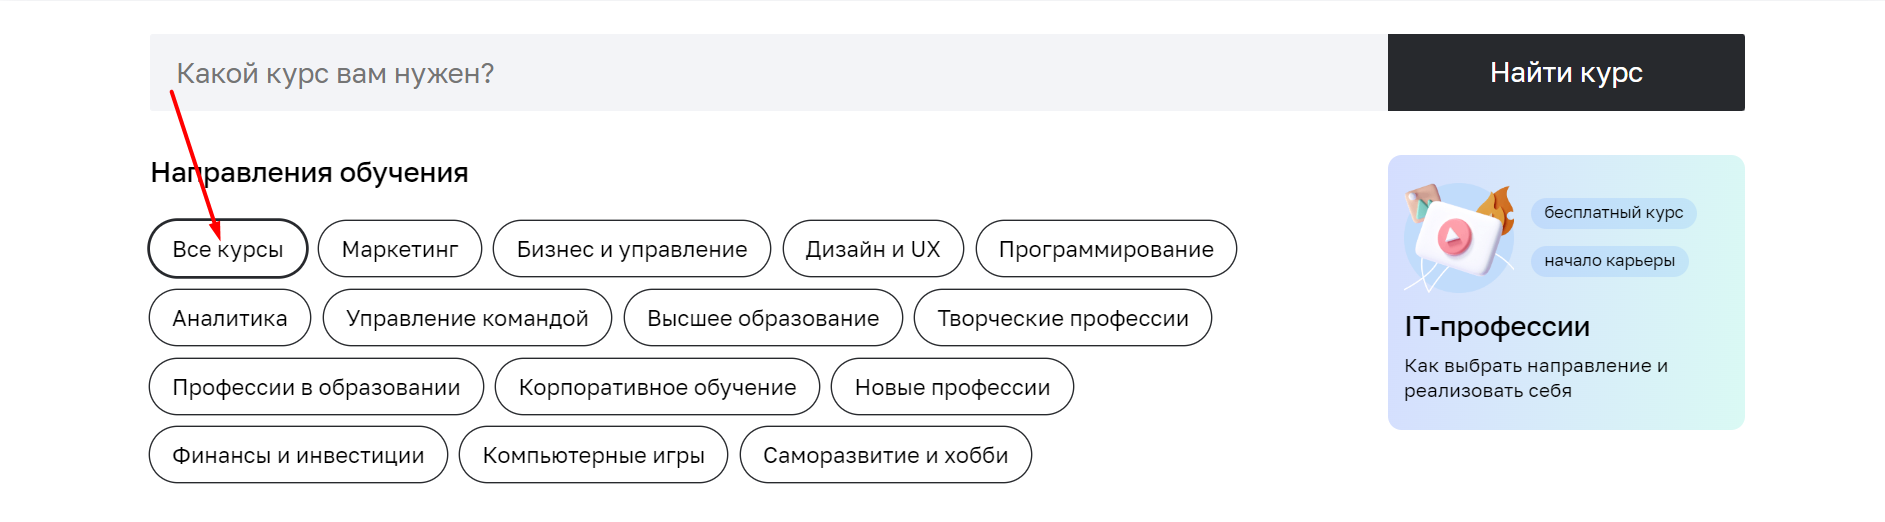 Какой курс вам нужен?
Найти курс
Направления обучения
Все курсы
Маркетинг
Бизнес и управление
Дизайн и UX
Программирование
Аналитика
Управление командой
Высшее образование
Творческие профессии
Профессии в образовании
Корпоративное обучение
Новые профессии
Финансы и инвестиции
Компьютерные игры
Саморазвитие и хобби
бесплатный курс
начало карьеры
IT-профессии
Как выбрать направление и
реализовать себя